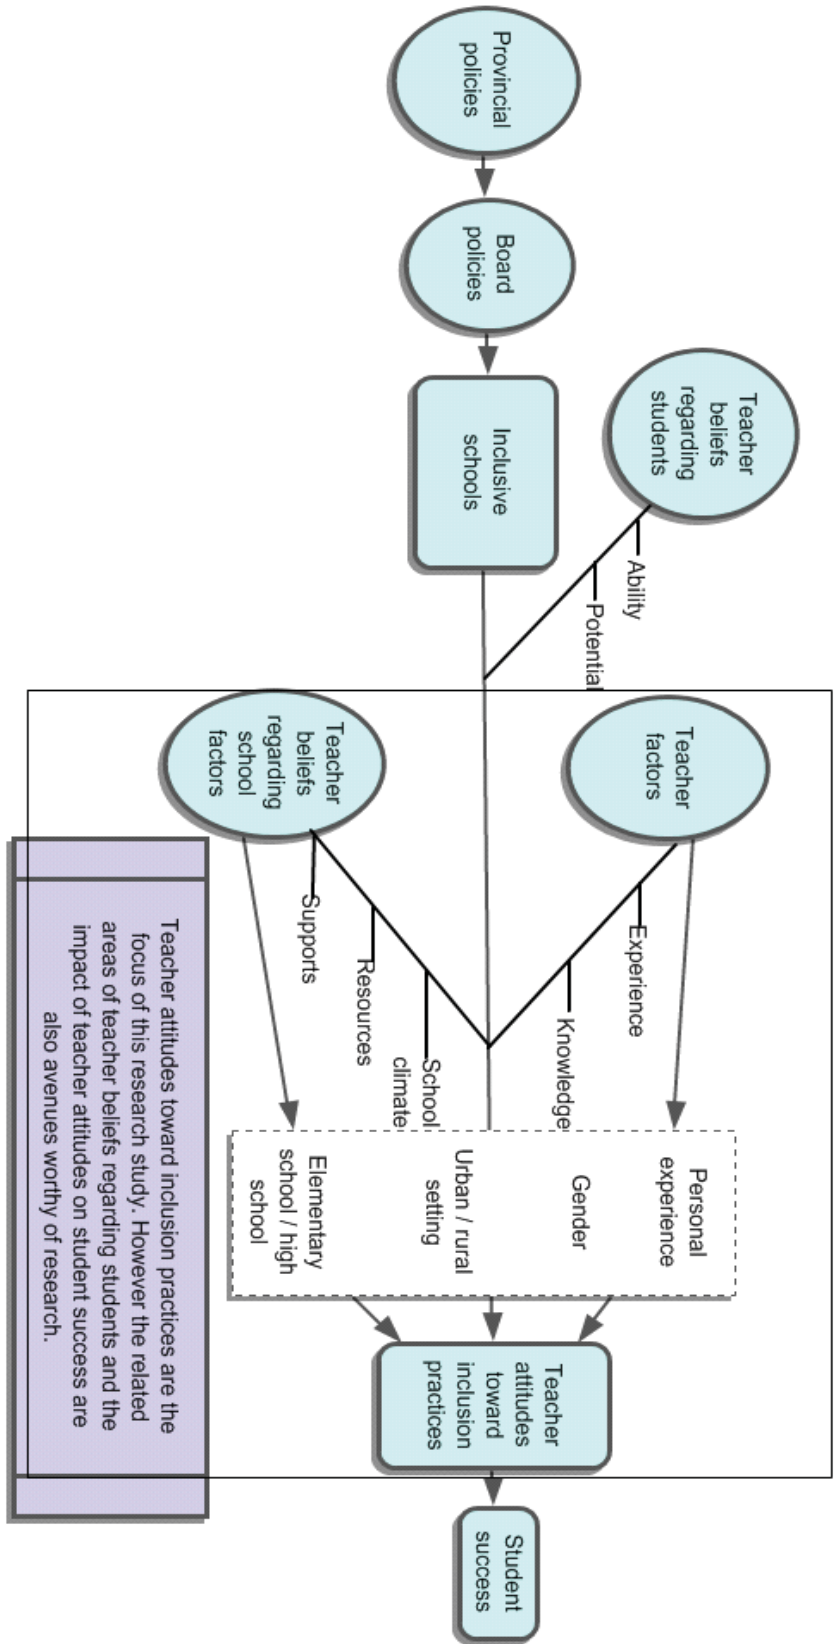 Provincial
policies
Board
policies
Inclusive
schools
Teacher
beliefs
regarding
students
Ability
Potential
Teacher
factors
Experience
Knowledge
Teacher
beliefs
regarding
school
factors
Supports
Resources
School
climate
Personal
experience
Gender
Urban / rural
setting
Elementary
school / high
school
Teacher
attitudes
toward
inclusion
practices
Student
success
Teacher attitudes toward inclusion practices are the
focus of this research study. However the related
areas of teacher beliefs regarding students and the
impact of teacher attitudes on student success are
also avenues worthy of research.